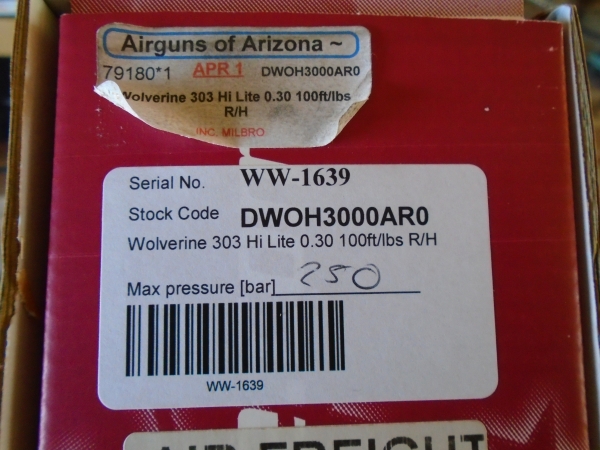 Airguns of Arizona ~
79180*1 APR 1 DWOH3000AR0
Wolverine 303 Hi Lite 0.30 100ft/lbs
R/H
INC. MILBRO
Serial No. WW-1639
Stock Code DWOH3000AR0
Wolverine 303 Hi Lite 0.30 100ft/lbs R/H
Max pressure [bar] 250
WW-1639
AIR FREIGHT